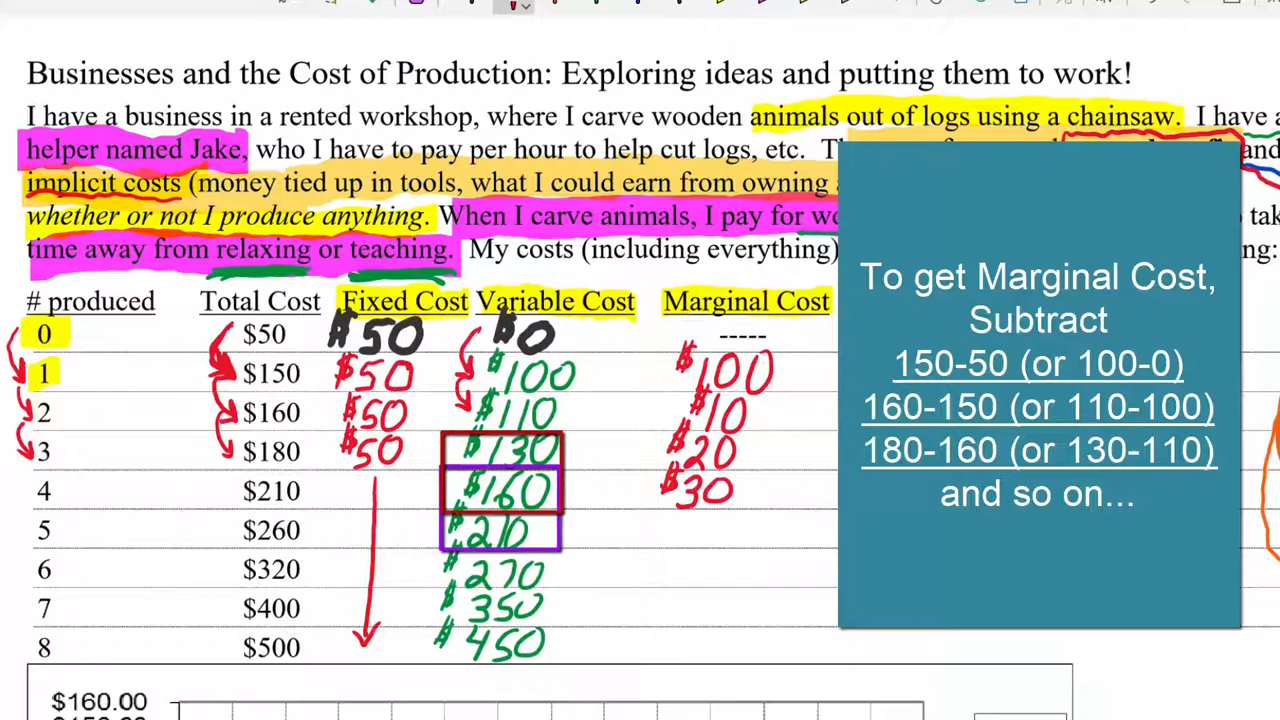 Businesses and the Cost of Production: Exploring ideas and putting them to work!
I have a business in a rented workshop, where I carve wooden animals out of logs using a chainsaw. I have a
helper named Jake, who I have to pay per hour to help cut logs, etc.
implicit costs (money tied up in tools, what I could earn from owning
whether or not I produce anything. When I carve animals, I pay for
time away from relaxing or teaching. My costs (including everything)
# produced Total Cost Fixed Cost Variable Cost Marginal Cost
0 $50 $50 $0 -----
1 $150 $50 $100 $100
2 $160 $50 $110 $10
3 $180 $50 $130 $20
4 $210 $160 $30
5 $260 $210
6 $320 $270
7 $400 $350
8 $500 $450
$160.00
To get Marginal Cost,
Subtract
150-50 (or 100-0)
160-150 (or 110-100)
180-160 (or 130-110)
and so on...